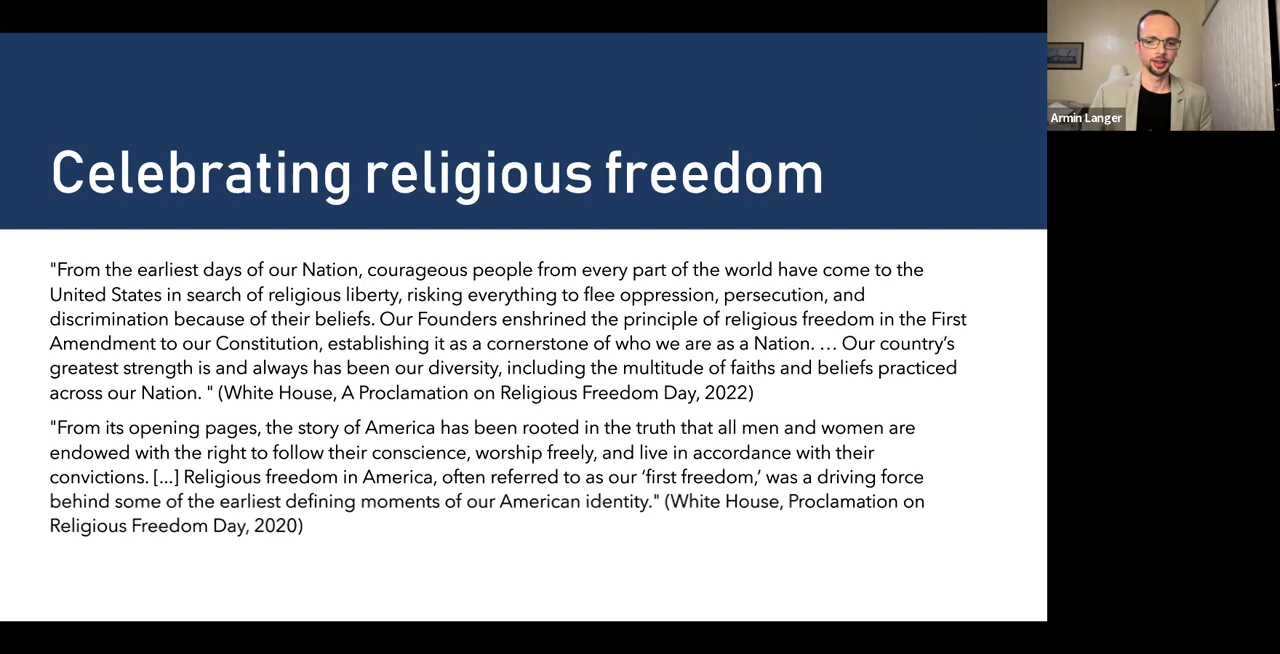 Celebrating religious freedom
Armin Langer
"From the earliest days of our Nation, courageous people from every part of the world have come to the
United States in search of religious liberty, risking everything to flee oppression, persecution, and
discrimination because of their beliefs. Our Founders enshrined the principle of religious freedom in the First
Amendment to our Constitution, establishing it as a cornerstone of who we are as a Nation. … Our country’s
greatest strength is and always has been our diversity, including the multitude of faiths and beliefs practiced
across our Nation. " (White House, A Proclamation on Religious Freedom Day, 2022)
"From its opening pages, the story of America has been rooted in the truth that all men and women are
endowed with the right to follow their conscience, worship freely, and live in accordance with their
convictions. [...] Religious freedom in America, often referred to as our ‘first freedom,’ was a driving force
behind some of the earliest defining moments of our American identity." (White House, Proclamation on
Religious Freedom Day, 2020)